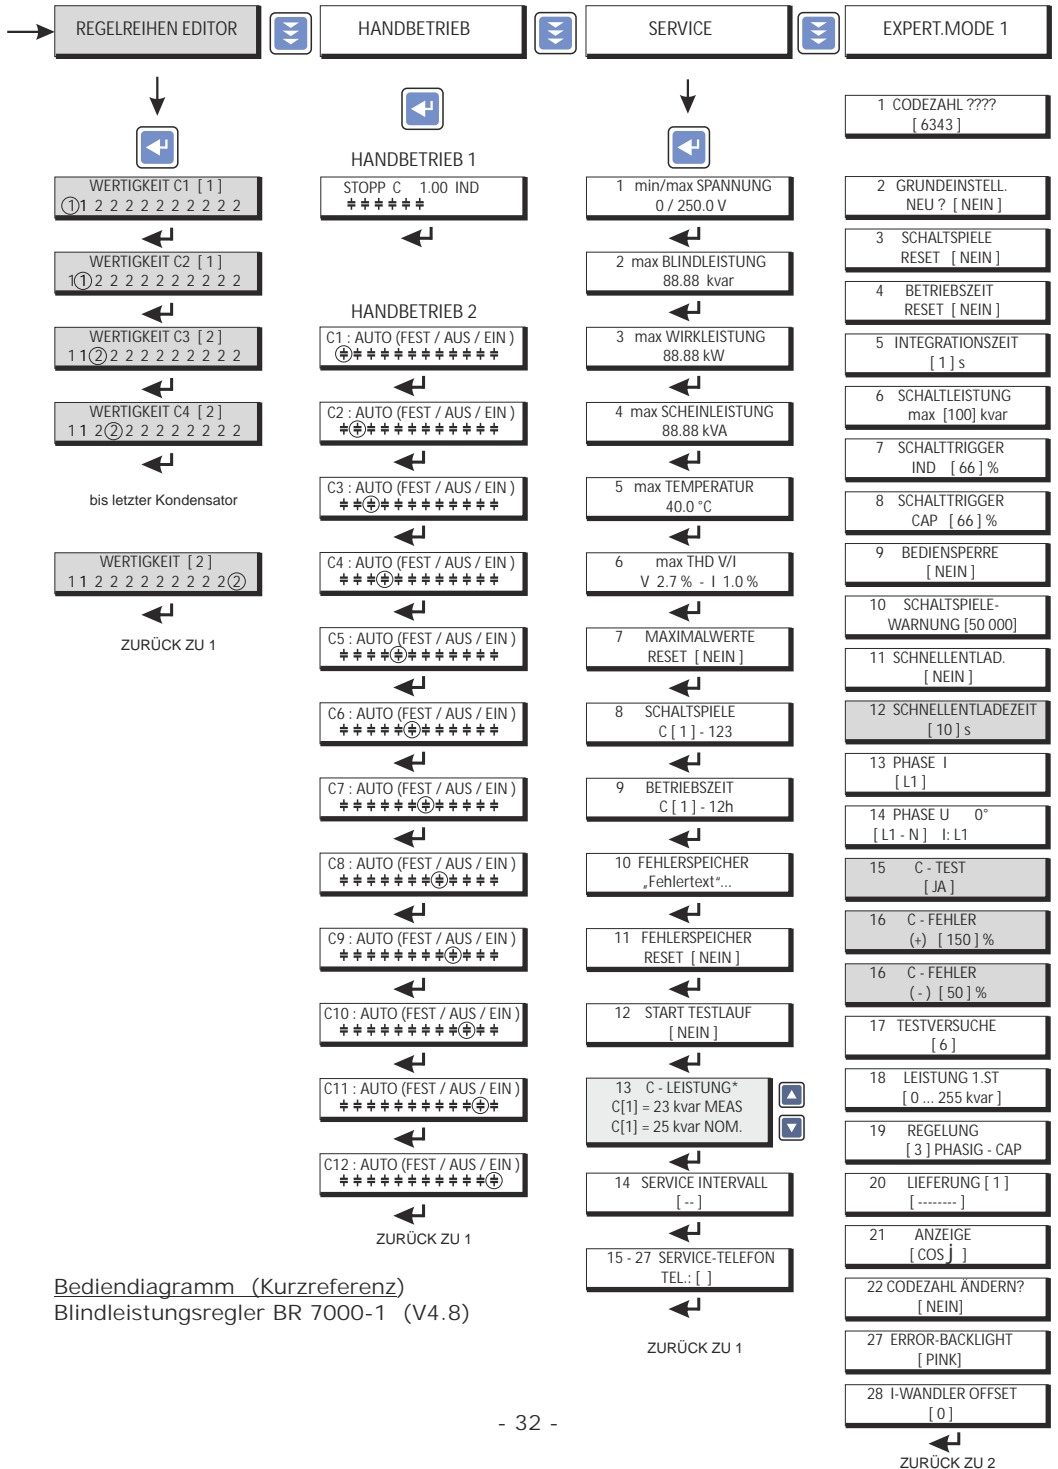 REGELREIHEN EDITOR
HANDBETRIEB
SERVICE
EXPERT.MODE 1
WERTIGKEIT C1 [ 1 ]
1 1 2 2 2 2 2 2 2 2 2 2
WERTIGKEIT C2 [ 1 ]
1 1 2 2 2 2 2 2 2 2 2 2
WERTIGKEIT C3 [ 2 ]
1 1 2 2 2 2 2 2 2 2 2 2
WERTIGKEIT C4 [ 2 ]
1 1 2 2 2 2 2 2 2 2 2 2
bis letzter Kondensator
WERTIGKEIT [ 2 ]
1 1 2 2 2 2 2 2 2 2 2 2
ZURÜCK ZU 1
HANDBETRIEB 1
STOPP C 1.00 IND
HANDBETRIEB 2
C1 : AUTO (FEST / AUS / EIN )
C2 : AUTO (FEST / AUS / EIN )
C3 : AUTO (FEST / AUS / EIN )
C4 : AUTO (FEST / AUS / EIN )
C5 : AUTO (FEST / AUS / EIN )
C6 : AUTO (FEST / AUS / EIN )
C7 : AUTO (FEST / AUS / EIN )
C8 : AUTO (FEST / AUS / EIN )
C9 : AUTO (FEST / AUS / EIN )
C10 : AUTO (FEST / AUS / EIN )
C11 : AUTO (FEST / AUS / EIN )
C12 : AUTO (FEST / AUS / EIN )
ZURÜCK ZU 1
1 min/max SPANNUNG
0 / 250.0 V
2 max BLINDLEISTUNG
88.88 kvar
3 max WIRKLEISTUNG
88.88 kW
4 max SCHEINLEISTUNG
88.88 kVA
5 max TEMPERATUR
40.0 °C
6 max THD V/I
V 2.7 % - I 1.0 %
7 MAXIMALWERTE
RESET [ NEIN ]
8 SCHALTSPIELE
C [ 1 ] - 123
9 BETRIEBSZEIT
C [ 1 ] - 12h
10 FEHLERSPEICHER
„Fehlertext“...
11 FEHLERSPEICHER
RESET [ NEIN ]
12 START TESTLAUF
[ NEIN ]
13 C - LEISTUNG*
C[1] = 23 kvar MEAS
C[1] = 25 kvar NOM.
14 SERVICE INTERVALL
[ -- ]
15 - 27 SERVICE-TELEFON
TEL.: [ ]
ZURÜCK ZU 1
1 CODEZAHL ????
[ 6343 ]
2 GRUNDEINSTELL.
NEU ? [ NEIN ]
3 SCHALTSPIELE
RESET [ NEIN ]
4 BETRIEBSZEIT
RESET [ NEIN ]
5 INTEGRATIONSZEIT
[ 1 ] s
6 SCHALTLEISTUNG
max [100] kvar
7 SCHALTTRIGGER
IND [ 66 ] %
8 SCHALTTRIGGER
CAP [ 66 ] %
9 BEDIENSPERRE
[ NEIN ]
10 SCHALTSPIELE-
WARNUNG [50 000]
11 SCHNELLENTLAD.
[ NEIN ]
12 SCHNELLENTLADEZEIT
[ 10 ] s
13 PHASE I
[ L1 ]
14 PHASE U 0°
[ L1 - N ] I: L1
15 C - TEST
[ JA ]
16 C - FEHLER
(+) [ 150 ] %
16 C - FEHLER
( - ) [ 50 ] %
17 TESTVERSUCHE
[ 6 ]
18 LEISTUNG 1.ST
[ 0 ... 255 kvar ]
19 REGELUNG
[ 3 ] PHASIG - CAP
20 LIEFERUNG [ 1 ]
[ -------- ]
21 ANZEIGE
[ COS j ]
22 CODEZAHL ÄNDERN?
[ NEIN]
27 ERROR-BACKLIGHT
[ PINK]
28 I-WANDLER OFFSET
[ 0 ]
ZURÜCK ZU 2
Bediendiagramm (Kurzreferenz)
Blindleistungsregler BR 7000-1 (V4.8)
- 32 -